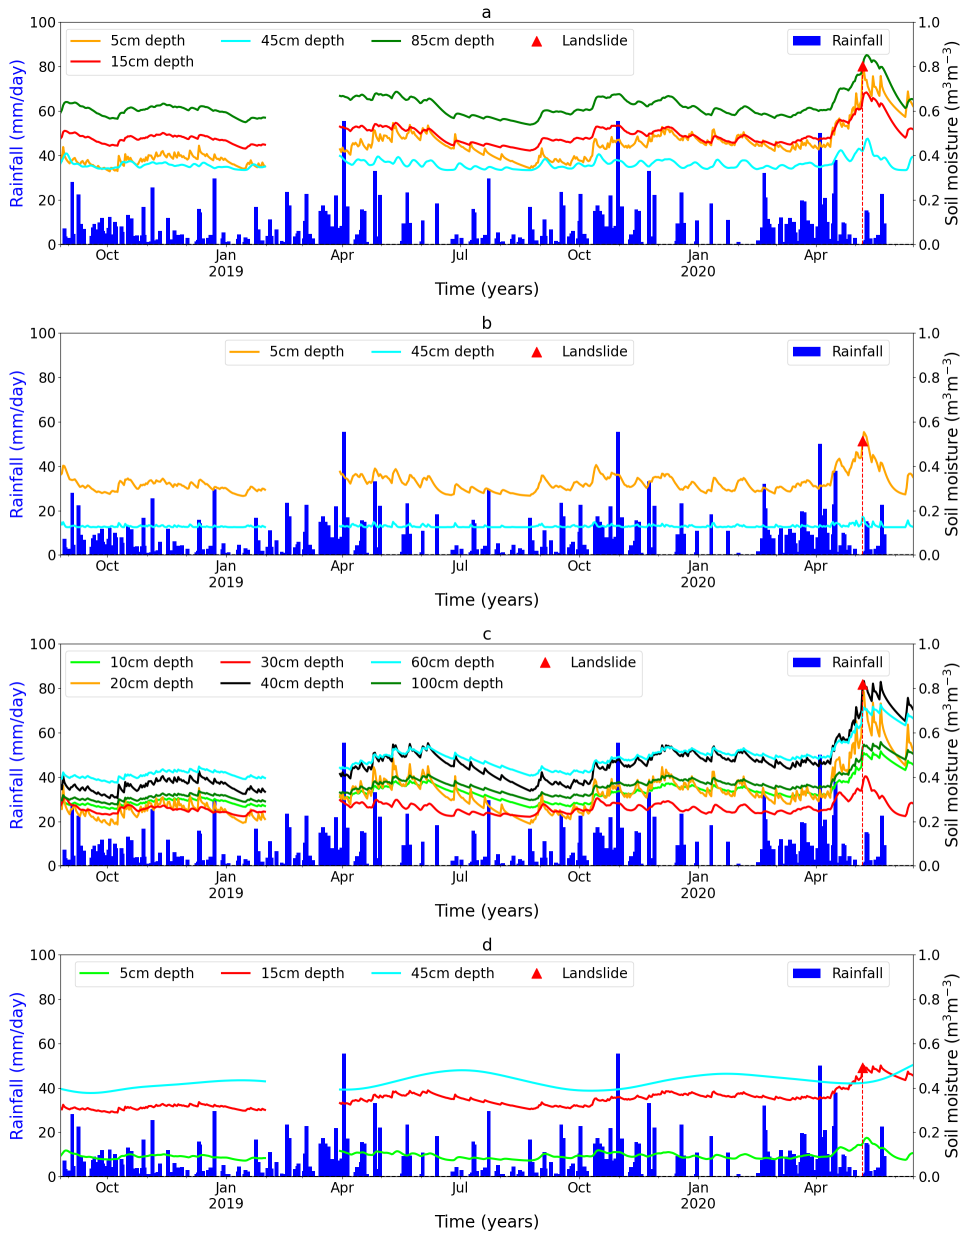 a
5cm depth 45cm depth 85cm depth Landslide Rainfall
15cm depth
100 80 60 40 20 0
Rainfall (mm/day)
1.0 0.8 0.6 0.4 0.2 0.0
Soil moisture (m³m⁻³)
Oct Jan Apr Jul Oct Jan Apr
2019 2020
Time (years)
b
5cm depth 45cm depth Landslide Rainfall
100 80 60 40 20 0
Rainfall (mm/day)
1.0 0.8 0.6 0.4 0.2 0.0
Soil moisture (m³m⁻³)
Oct Jan Apr Jul Oct Jan Apr
2019 2020
Time (years)
c
10cm depth 30cm depth 60cm depth Landslide Rainfall
20cm depth 40cm depth 100cm depth
100 80 60 40 20 0
Rainfall (mm/day)
1.0 0.8 0.6 0.4 0.2 0.0
Soil moisture (m³m⁻³)
Oct Jan Apr Jul Oct Jan Apr
2019 2020
Time (years)
d
5cm depth 15cm depth 45cm depth Landslide Rainfall
100 80 60 40 20 0
Rainfall (mm/day)
1.0 0.8 0.6 0.4 0.2 0.0
Soil moisture (m³m⁻³)
Oct Jan Apr Jul Oct Jan Apr
2019 2020
Time (years)